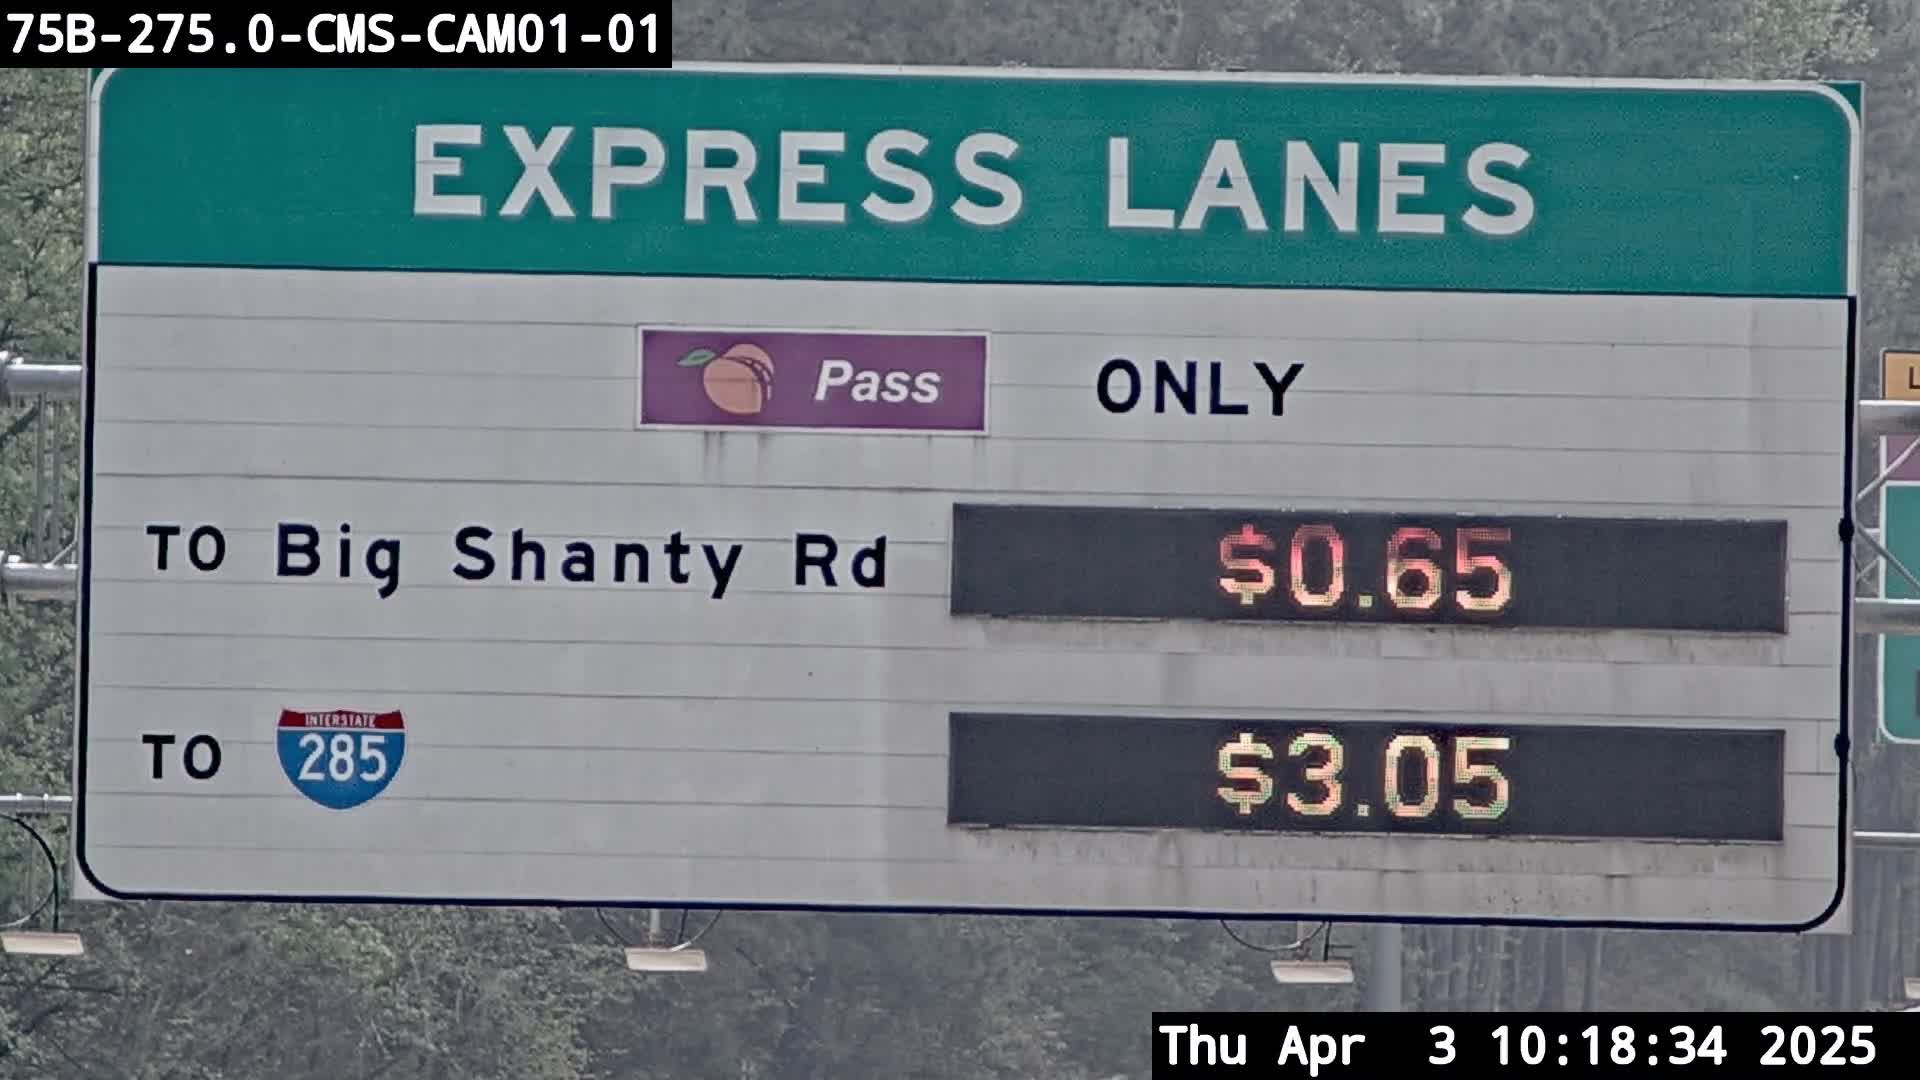 75B-275.0-CMS-CAM01-01
EXPRESS LANES
Pass ONLY
TO Big Shanty Rd $0.65
TO INTERSTATE 285 $3.05
Thu Apr 3 10:18:34 2025